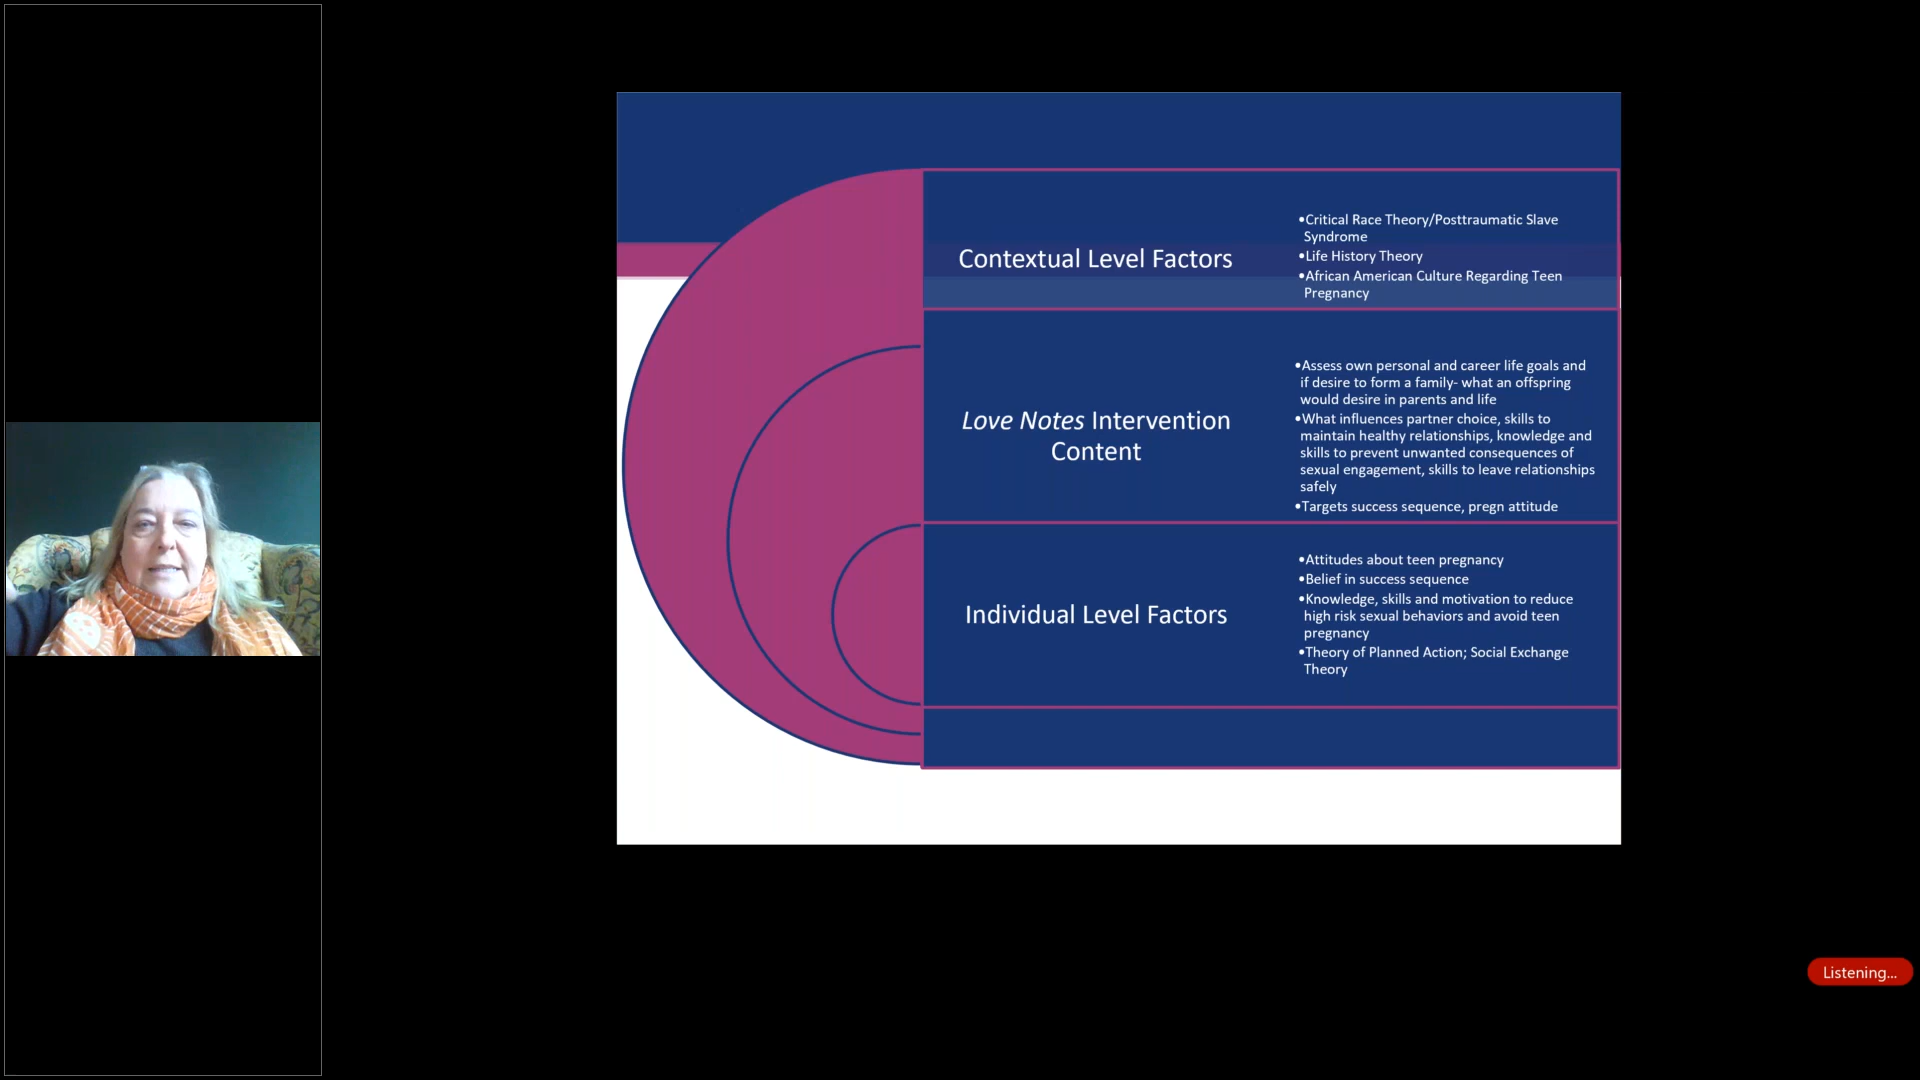 Contextual Level Factors
•Critical Race Theory/Posttraumatic Slave
Syndrome
•Life History Theory
•African American Culture Regarding Teen
Pregnancy
Love Notes Intervention
Content
•Assess own personal and career life goals and
if desire to form a family- what an offspring
would desire in parents and life
•What influences partner choice, skills to
maintain healthy relationships, knowledge and
skills to prevent unwanted consequences of
sexual engagement, skills to leave relationships
safely
•Targets success sequence, pregn attitude
Individual Level Factors
•Attitudes about teen pregnancy
•Belief in success sequence
•Knowledge, skills and motivation to reduce
high risk sexual behaviors and avoid teen
pregnancy
•Theory of Planned Action; Social Exchange
Theory
Listening...